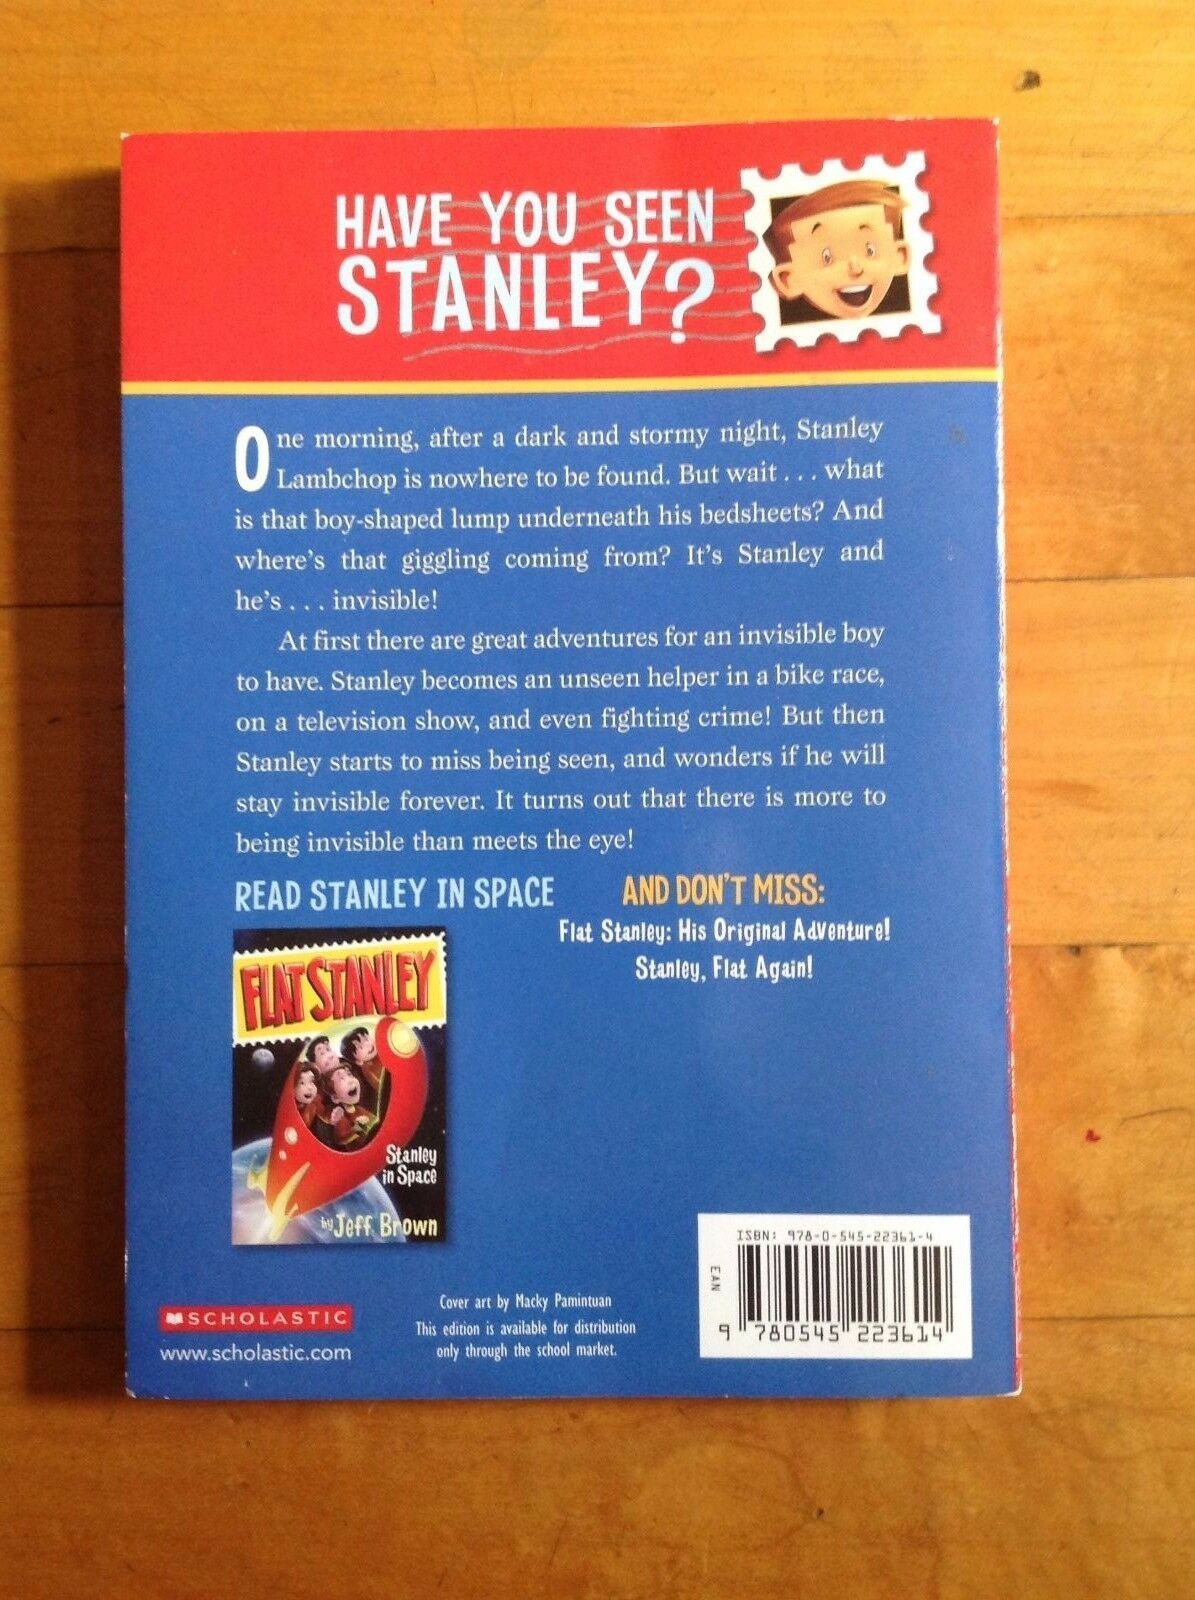 HAVE YOU SEEN
STANLEY?
One morning, after a dark and stormy night, Stanley
Lambchop is nowhere to be found. But wait . . . what
is that boy-shaped lump underneath his bedsheets? And
where's that giggling coming from? It's Stanley and
he's . . . invisible!
At first there are great adventures for an invisible boy
to have. Stanley becomes an unseen helper in a bike race,
on a television show, and even fighting crime! But then
Stanley starts to miss being seen, and wonders if he will
stay invisible forever. It turns out that there is more to
being invisible than meets the eye!
READ STANLEY IN SPACE
FLAT STANLEY
Stanley
in Space
by Jeff Brown
AND DON'T MISS:
Flat Stanley: His Original Adventure!
Stanley, Flat Again!
SCHOLASTIC
www.scholastic.com
Cover art by Macky Pamintuan
This edition is available for distribution
only through the school market.
ISBN: 978-0-545-22361-4
EAN
9 780545 223614